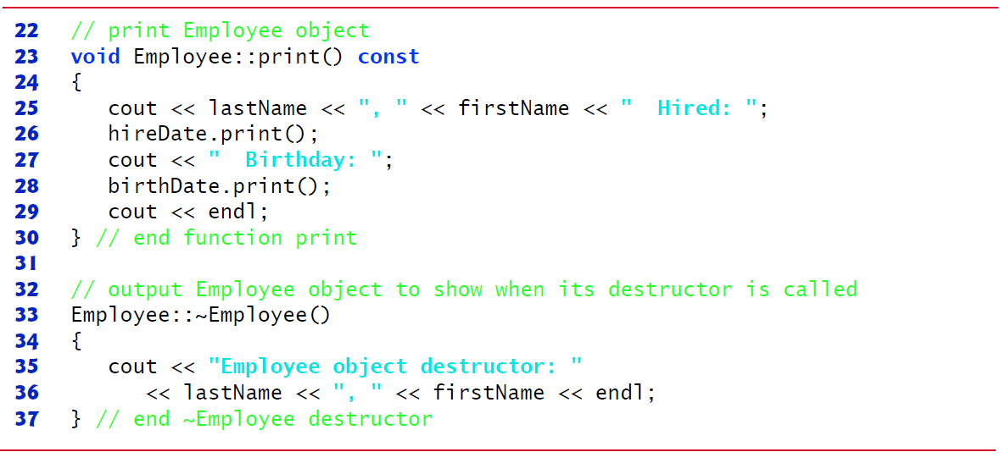 22 // print Employee object
23 void Employee::print() const
24 {
25    cout << lastName << ", " << firstName << "  Hired: ";
26    hireDate.print();
27    cout << "  Birthday: ";
28    birthDate.print();
29    cout << endl;
30 } // end function print
31
32 // output Employee object to show when its destructor is called
33 Employee::~Employee()
34 {
35    cout << "Employee object destructor: "
36       << lastName << ", " << firstName << endl;
37 } // end ~Employee destructor